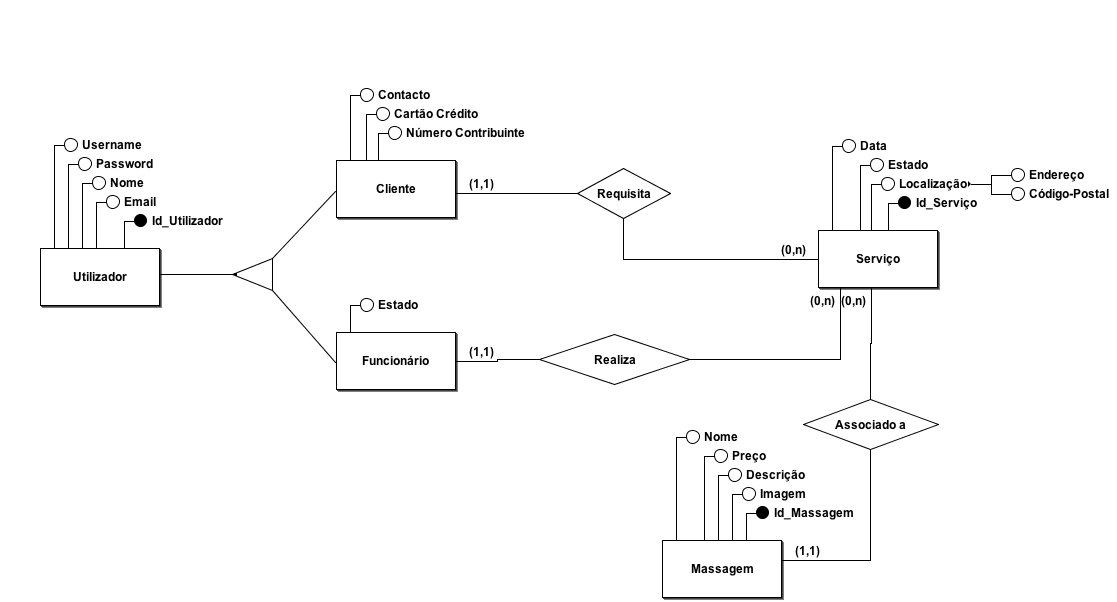 Contacto
Cartão Crédito
Número Contribuinte
Cliente
(1,1)
Requisita
Username
Password
Nome
Email
Id_Utilizador
Utilizador
Data
Estado
Localização
Endereço
Código-Postal
Id_Serviço
(0,n)
Serviço
Estado
Funcionário
(1,1)
Realiza
(0,n)
(0,n)
Associado a
Nome
Preço
Descrição
Imagem
Id_Massagem
Massagem
(1,1)